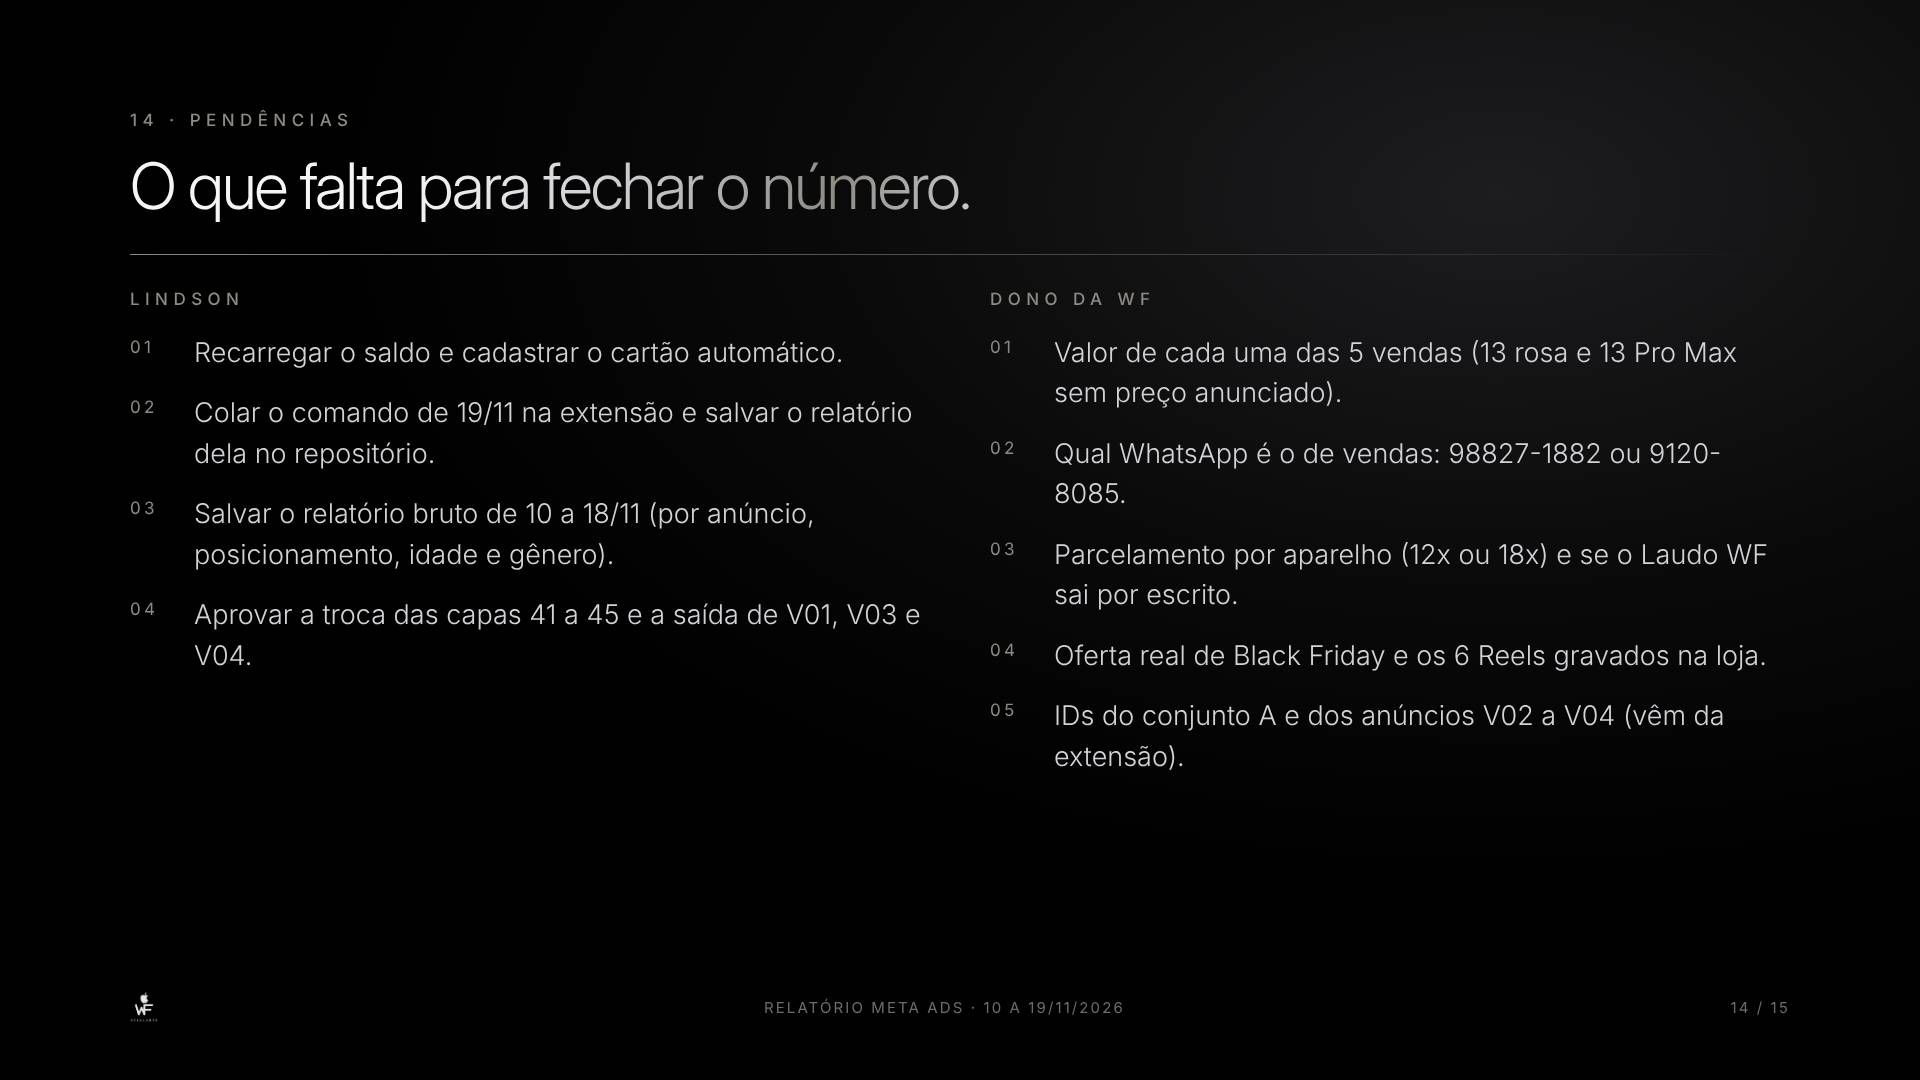 14 · PENDÊNCIAS
O que falta para fechar o número.
LINDSON
01 Recarregar o saldo e cadastrar o cartão automático.
02 Colar o comando de 19/11 na extensão e salvar o relatório
dela no repositório.
03 Salvar o relatório bruto de 10 a 18/11 (por anúncio,
posicionamento, idade e gênero).
04 Aprovar a troca das capas 41 a 45 e a saída de V01, V03 e
V04.
DONO DA WF
01 Valor de cada uma das 5 vendas (13 rosa e 13 Pro Max
sem preço anunciado).
02 Qual WhatsApp é o de vendas: 98827-1882 ou 9120-
8085.
03 Parcelamento por aparelho (12x ou 18x) e se o Laudo WF
sai por escrito.
04 Oferta real de Black Friday e os 6 Reels gravados na loja.
05 IDs do conjunto A e dos anúncios V02 a V04 (vêm da
extensão).
WF
RELATÓRIO META ADS · 10 A 19/11/2026
14 / 15